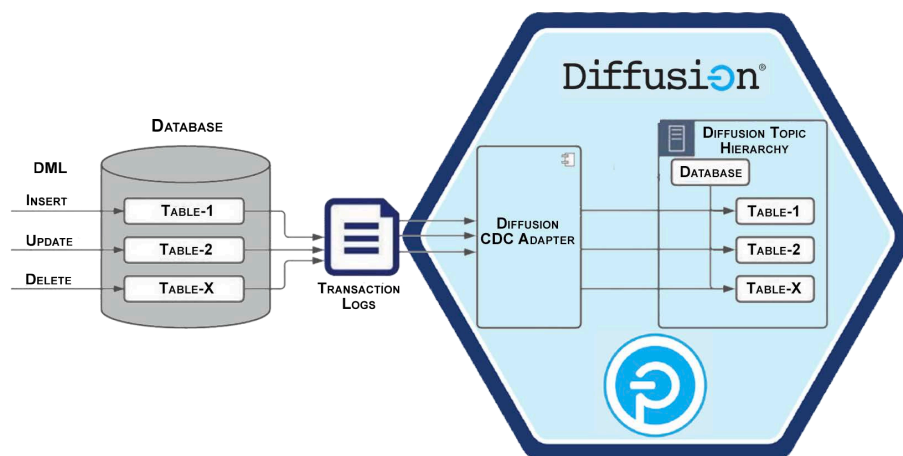 Diffusion®
DATABASE
DML
INSERT
UPDATE
DELETE
TABLE-1
TABLE-2
TABLE-X
TRANSACTION
LOGS
DIFFUSION
CDC ADAPTER
DIFFUSION TOPIC
HIERARCHY
DATABASE
TABLE-1
TABLE-2
TABLE-X